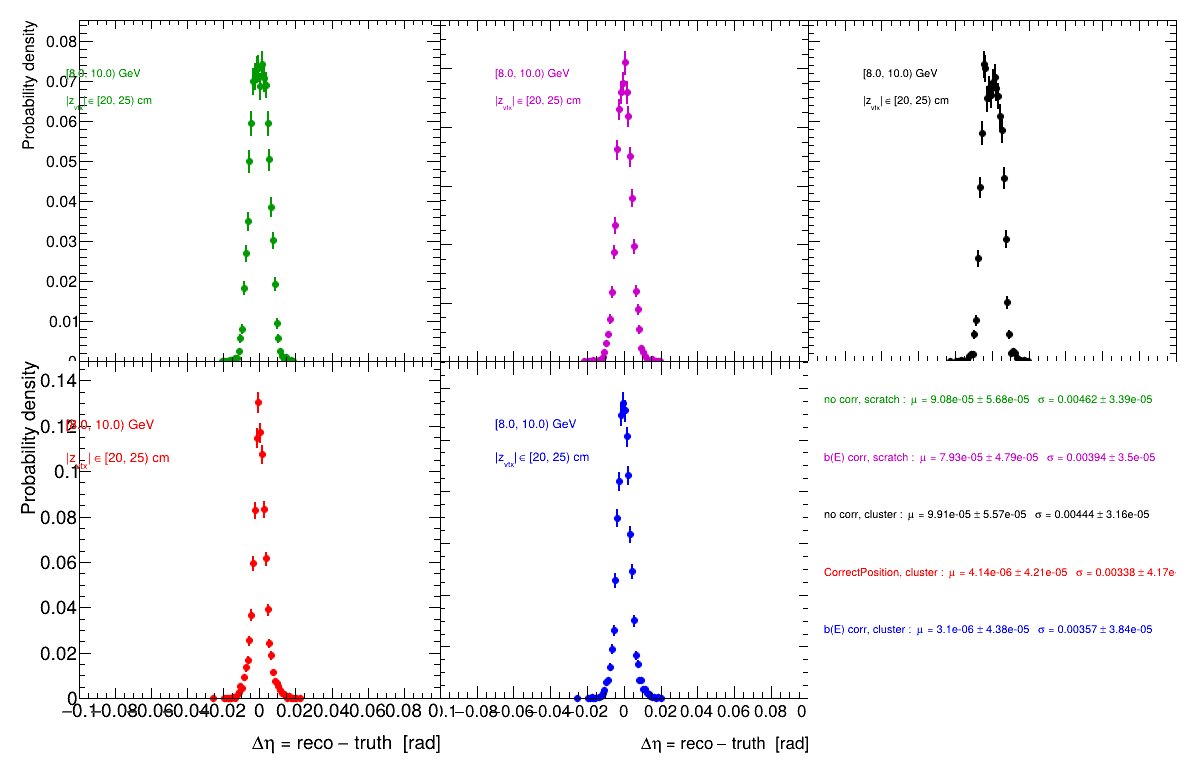 Probability density
0.08
0.07
0.06
0.05
0.04
0.03
0.02
0.01
0
[8.0, 10.0) GeV
|z_vtx| ∈ [20, 25) cm
[8.0, 10.0) GeV
|z_vtx| ∈ [20, 25) cm
[8.0, 10.0) GeV
|z_vtx| ∈ [20, 25) cm
Probability density
0.14
0.12
0.1
0.08
0.06
0.04
0.02
0
[8.0, 10.0) GeV
|z_vtx| ∈ [20, 25) cm
[8.0, 10.0) GeV
|z_vtx| ∈ [20, 25) cm
no corr, scratch : μ = 9.08e-05 ± 5.68e-05 σ = 0.00462 ± 3.39e-05
b(E) corr, scratch : μ = 7.93e-05 ± 4.79e-05 σ = 0.00394 ± 3.5e-05
no corr, cluster : μ = 9.91e-05 ± 5.57e-05 σ = 0.00444 ± 3.16e-05
CorrectPosition, cluster : μ = 4.14e-06 ± 4.21e-05 σ = 0.00338 ± 4.17e
b(E) corr, cluster : μ = 3.1e-06 ± 4.38e-05 σ = 0.00357 ± 3.84e-05
−0.1 −0.08 −0.06 −0.04 −0.02 0 0.02 0.04 0.06 0.08 0.1 −0.08 −0.06 −0.04 −0.02 0 0.02 0.04 0.06 0.08 0
Δη = reco − truth [rad]
Δη = reco − truth [rad]